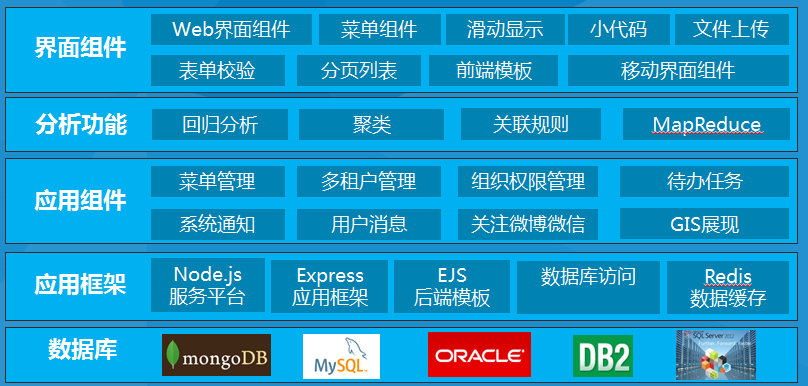 界面组件
Web界面组件 菜单组件 滑动显示 小代码 文件上传
表单校验 分页列表 前端模板 移动界面组件
分析功能
回归分析 聚类 关联规则 MapReduce
应用组件
菜单管理 多租户管理 组织权限管理 待办任务
系统通知 用户消息 关注微博微信 GIS展现
应用框架
Node.js 服务平台
Express 应用框架
EJS 后端模板
数据库访问
Redis 数据缓存
数据库
mongoDB MySQL ORACLE DB2 SQL Server